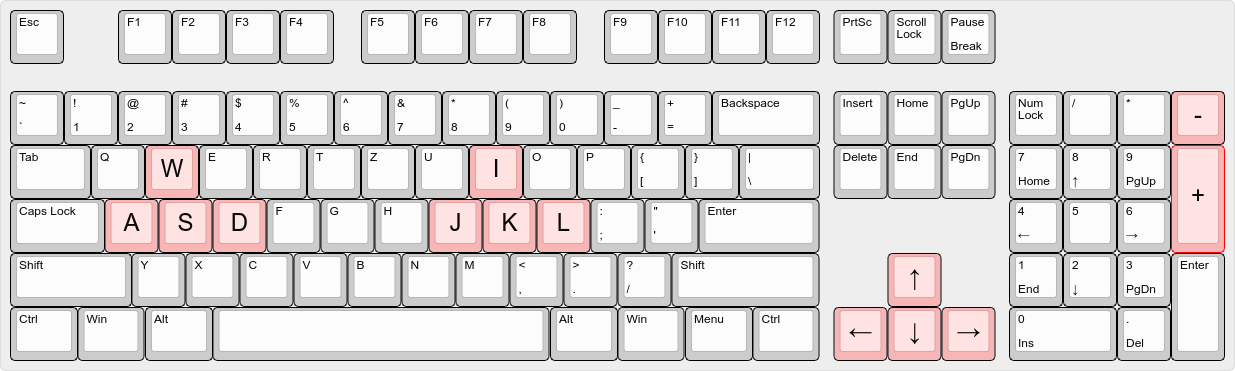 Esc F1 F2 F3 F4 F5 F6 F7 F8 F9 F10 F11 F12 PrtSc Scroll Lock Pause Break
~ ` ! 1 @ 2 # 3 $ 4 % 5 ^ 6 & 7 * 8 ( 9 ) 0 _ - + = Backspace Insert Home PgUp Num Lock / * -
Tab Q W E R T Z U I O P { [ } ] | \ Delete End PgDn 7 Home 8 ↑ 9 PgUp +
Caps Lock A S D F G H J K L : ; " ' Enter 4 ← 5 6 →
Shift Y X C V B N M < , > . ? / Shift ↑ 1 End 2 ↓ 3 PgDn Enter
Ctrl Win Alt Alt Win Menu Ctrl ← ↓ → 0 Ins . Del